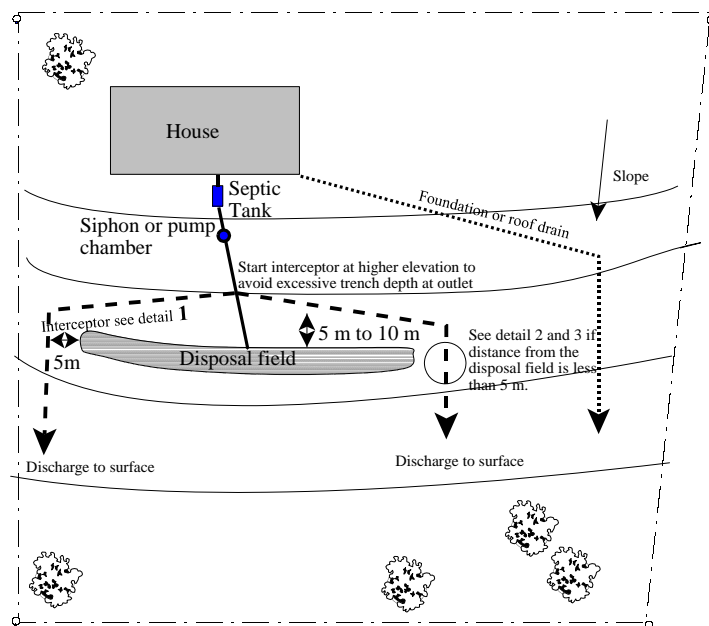 House
Slope
Septic
Tank
Foundation or roof drain
Siphon or pump
chamber
Start interceptor at higher elevation to
avoid excessive trench depth at outlet
Interceptor see detail 1
5 m to 10 m
See detail 2 and 3 if
distance from the
disposal field is less
than 5 m.
5m
Disposal field
Discharge to surface
Discharge to surface